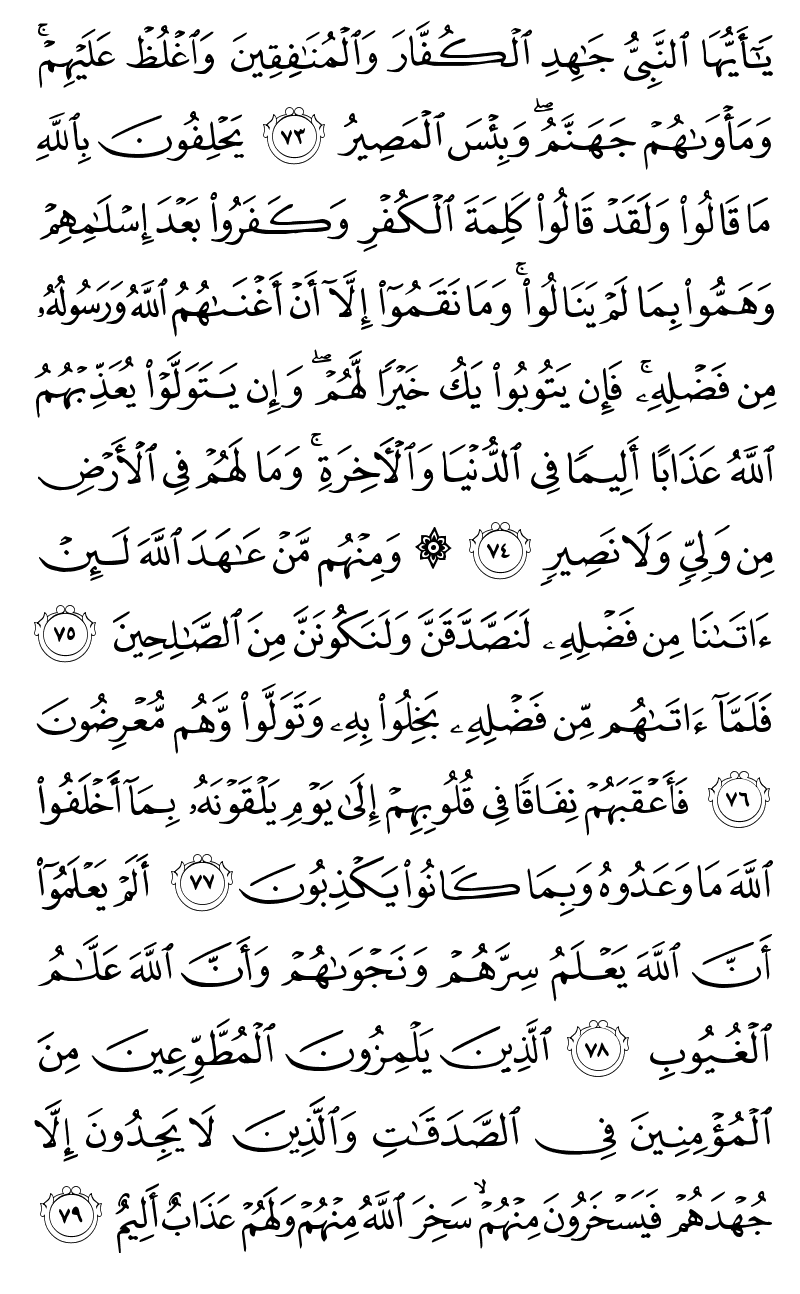 يَـٰٓأَيُّهَا ٱلنَّبِىُّ جَـٰهِدِ ٱلْكُفَّارَ وَٱلْمُنَـٰفِقِينَ وَٱغْلُظْ عَلَيْهِمْ ۚ
وَمَأْوَىٰهُمْ جَهَنَّمُ ۖ وَبِئْسَ ٱلْمَصِيرُ ٧٣ يَحْلِفُونَ بِٱللَّهِ
مَا قَالُوا۟ وَلَقَدْ قَالُوا۟ كَلِمَةَ ٱلْكُفْرِ وَكَفَرُوا۟ بَعْدَ إِسْلَـٰمِهِمْ
وَهَمُّوا۟ بِمَا لَمْ يَنَالُوا۟ ۚ وَمَا نَقَمُوٓا۟ إِلَّآ أَنْ أَغْنَىٰهُمُ ٱللَّهُ وَرَسُولُهُۥ
مِن فَضْلِهِۦ ۚ فَإِن يَتُوبُوا۟ يَكُ خَيْرًا لَّهُمْ ۖ وَإِن يَتَوَلَّوْا۟ يُعَذِّبْهُمُ
ٱللَّهُ عَذَابًا أَلِيمًا فِى ٱلدُّنْيَا وَٱلْـَٔاخِرَةِ ۚ وَمَا لَهُمْ فِى ٱلْأَرْضِ
مِن وَلِىٍّ وَلَا نَصِيرٍ ٧٤ ۞ وَمِنْهُم مَّنْ عَـٰهَدَ ٱللَّهَ لَئِنْ
ءَاتَىٰنَا مِن فَضْلِهِۦ لَنَصَّدَّقَنَّ وَلَنَكُونَنَّ مِنَ ٱلصَّـٰلِحِينَ ٧٥
فَلَمَّآ ءَاتَىٰهُم مِّن فَضْلِهِۦ بَخِلُوا۟ بِهِۦ وَتَوَلَّوا۟ وَّهُم مُّعْرِضُونَ
٧٦ فَأَعْقَبَهُمْ نِفَاقًا فِى قُلُوبِهِمْ إِلَىٰ يَوْمِ يَلْقَوْنَهُۥ بِمَآ أَخْلَفُوا۟
ٱللَّهَ مَا وَعَدُوهُ وَبِمَا كَانُوا۟ يَكْذِبُونَ ٧٧ أَلَمْ يَعْلَمُوٓا۟
أَنَّ ٱللَّهَ يَعْلَمُ سِرَّهُمْ وَنَجْوَىٰهُمْ وَأَنَّ ٱللَّهَ عَلَّـٰمُ
ٱلْغُيُوبِ ٧٨ ٱلَّذِينَ يَلْمِزُونَ ٱلْمُطَّوِّعِينَ مِنَ
ٱلْمُؤْمِنِينَ فِى ٱلصَّدَقَـٰتِ وَٱلَّذِينَ لَا يَجِدُونَ إِلَّا
جُهْدَهُمْ فَيَسْخَرُونَ مِنْهُمْ ۙ سَخِرَ ٱللَّهُ مِنْهُمْ وَلَهُمْ عَذَابٌ أَلِيمٌ ٧٩